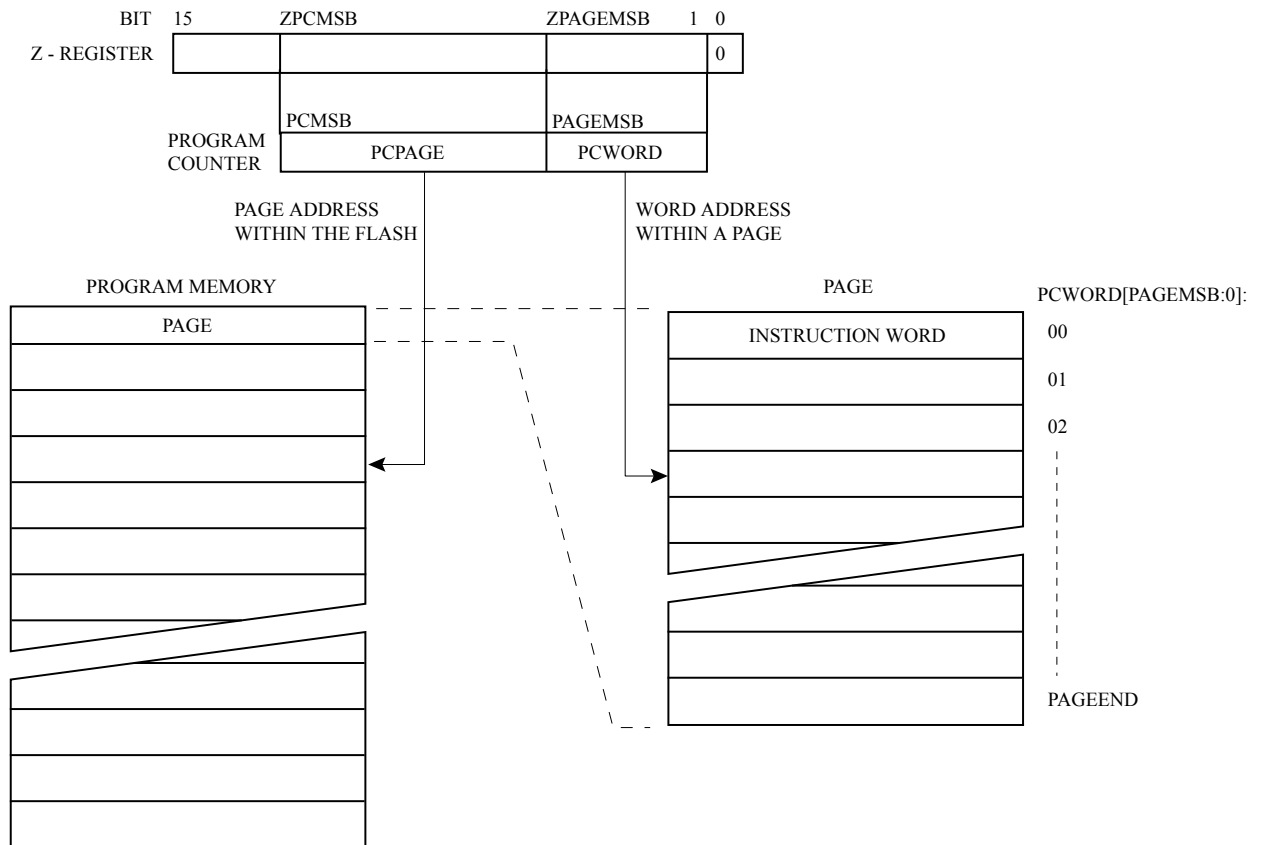 BIT 15 ZPCMSB ZPAGEMSB 1 0
Z - REGISTER 0
PCMSB PAGEMSB
PROGRAM
COUNTER
PCPAGE PCWORD
PAGE ADDRESS
WITHIN THE FLASH
WORD ADDRESS
WITHIN A PAGE
PROGRAM MEMORY
PAGE
PAGE
PCWORD[PAGEMSB:0]:
INSTRUCTION WORD
00
01
02
PAGEEND